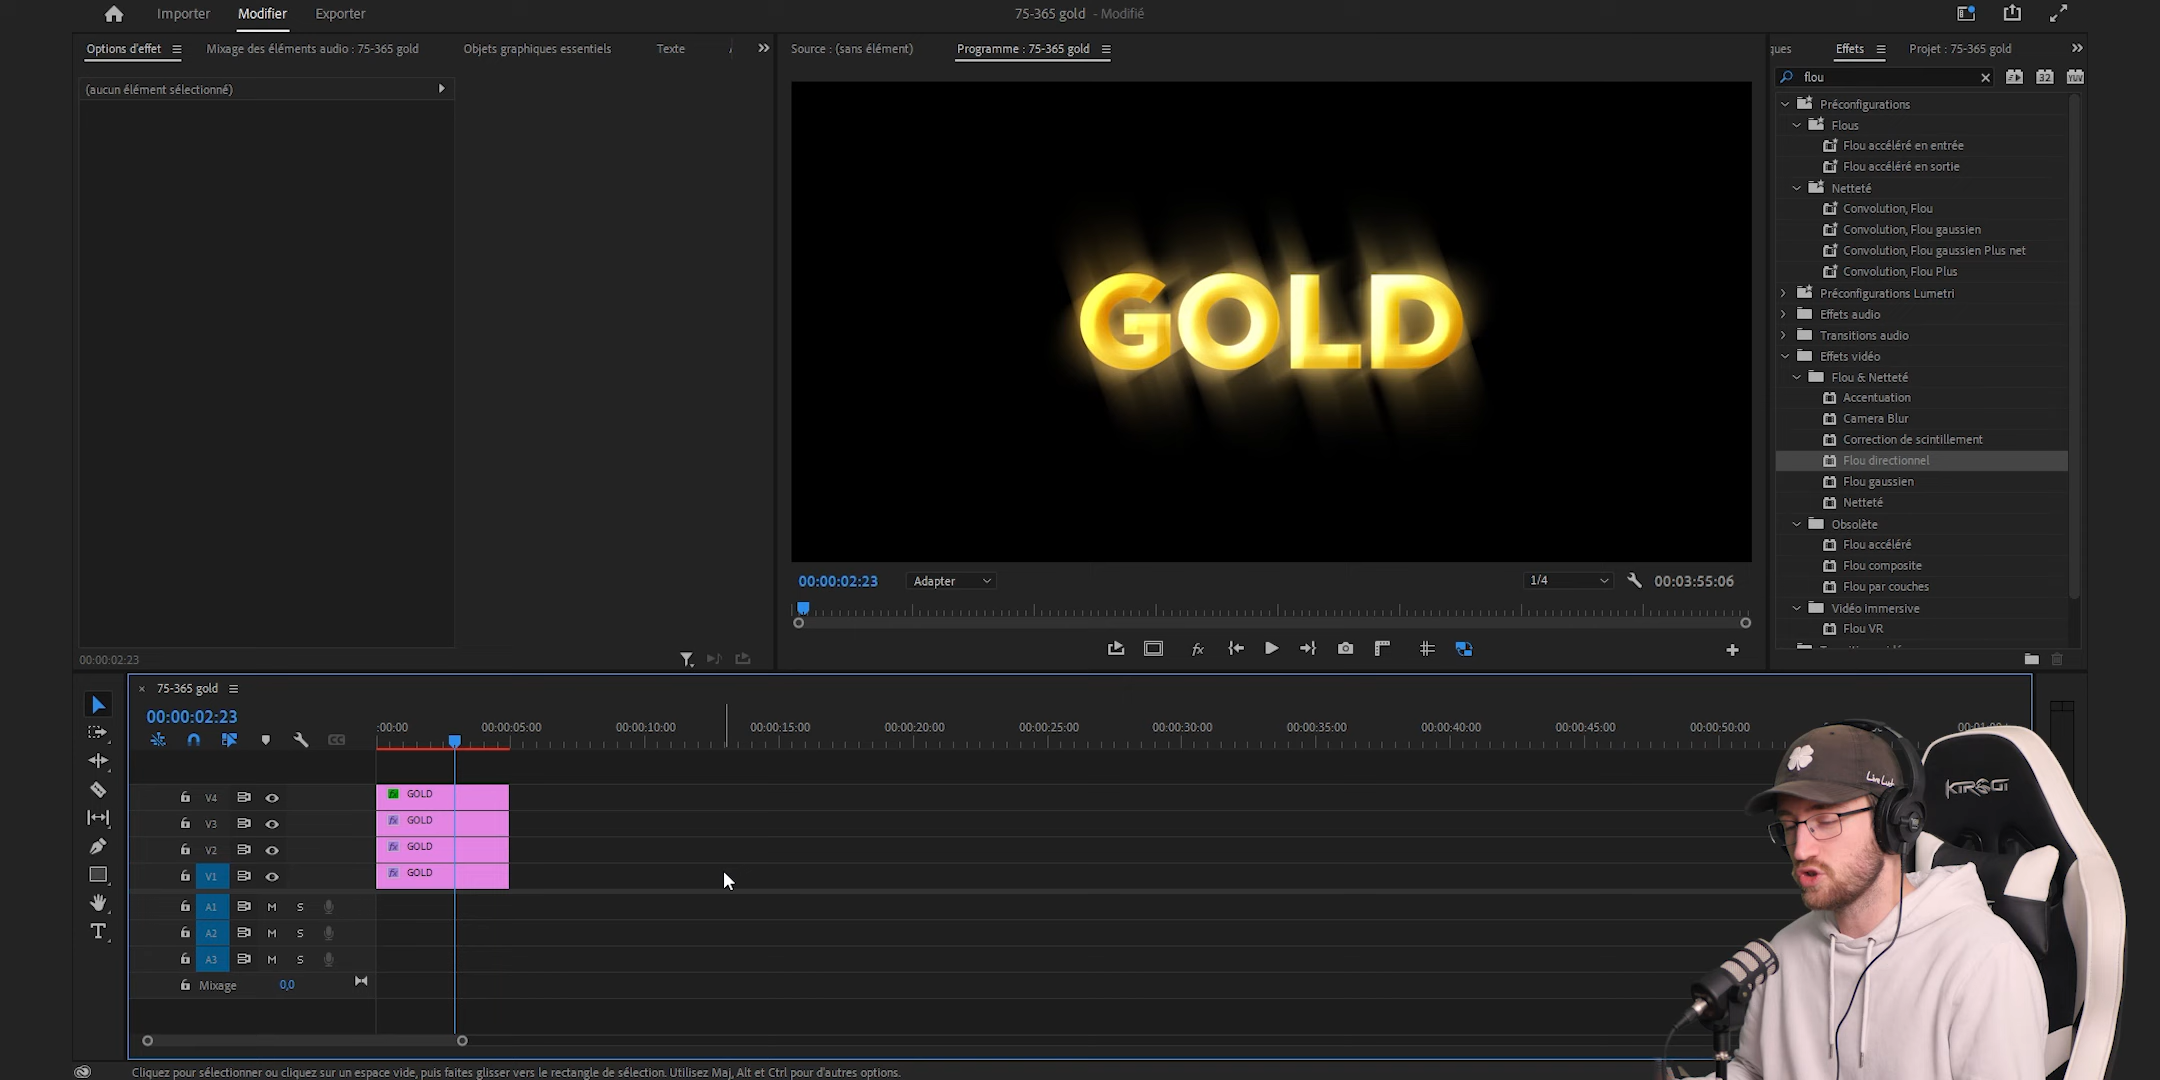 Importer Modifier Exporter 75-365 gold - Modifié
Options d'effet Mixage des éléments audio : 75-365 gold Objets graphiques essentiels Texte
(aucun élément sélectionné)
00:00:02:23
Source : (sans élément) Programme : 75-365 gold
GOLD
00:00:02:23 Adapter 1/4 00:03:55:06
ques Effets Projet : 75-365 gold
flou
32 YUV
Préconfigurations
Flous
Flou accéléré en entrée
Flou accéléré en sortie
Netteté
Convolution, Flou
Convolution, Flou gaussien
Convolution, Flou gaussien Plus net
Convolution, Flou Plus
Préconfigurations Lumetri
Effets audio
Transitions audio
Effets vidéo
Flou & Netteté
Accentuation
Camera Blur
Correction de scintillement
Flou directionnel
Flou gaussien
Netteté
Obsolète
Flou accéléré
Flou composite
Flou par couches
Vidéo immersive
Flou VR
75-365 gold
00:00:02:23
:00:00 00:00:05:00 00:00:10:00 00:00:15:00 00:00:20:00 00:00:25:00 00:00:30:00 00:00:35:00 00:00:40:00 00:00:45:00 00:00:50:00
V4 GOLD
V3 GOLD
V2 GOLD
V1 GOLD
A1 M S
A2 M S
A3 M S
Mixage 0,0
Cliquez pour sélectionner ou cliquez sur un espace vide, puis faites glisser vers le rectangle de sélection. Utilisez Maj, Alt et Ctrl pour d'autres options.